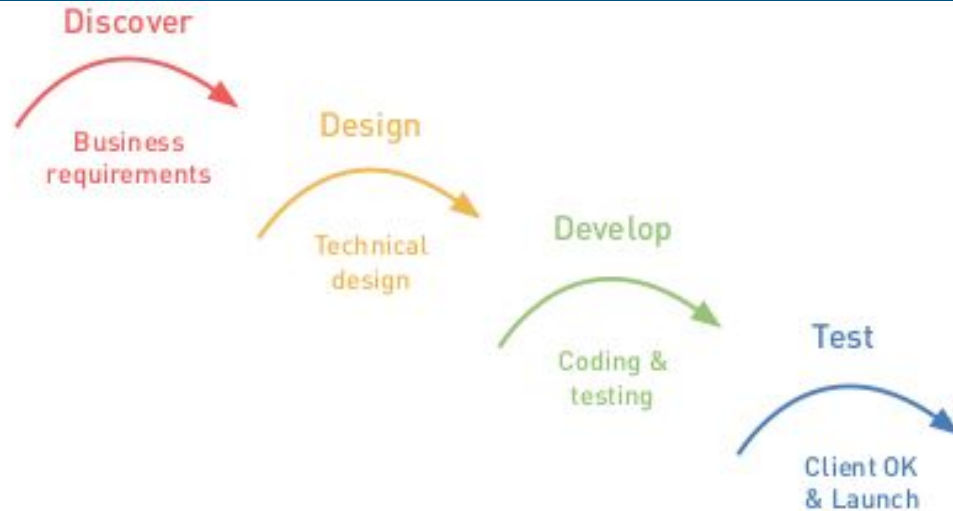 Discover
Business
requirements
Design
Technical
design
Develop
Coding &
testing
Test
Client OK
& Launch